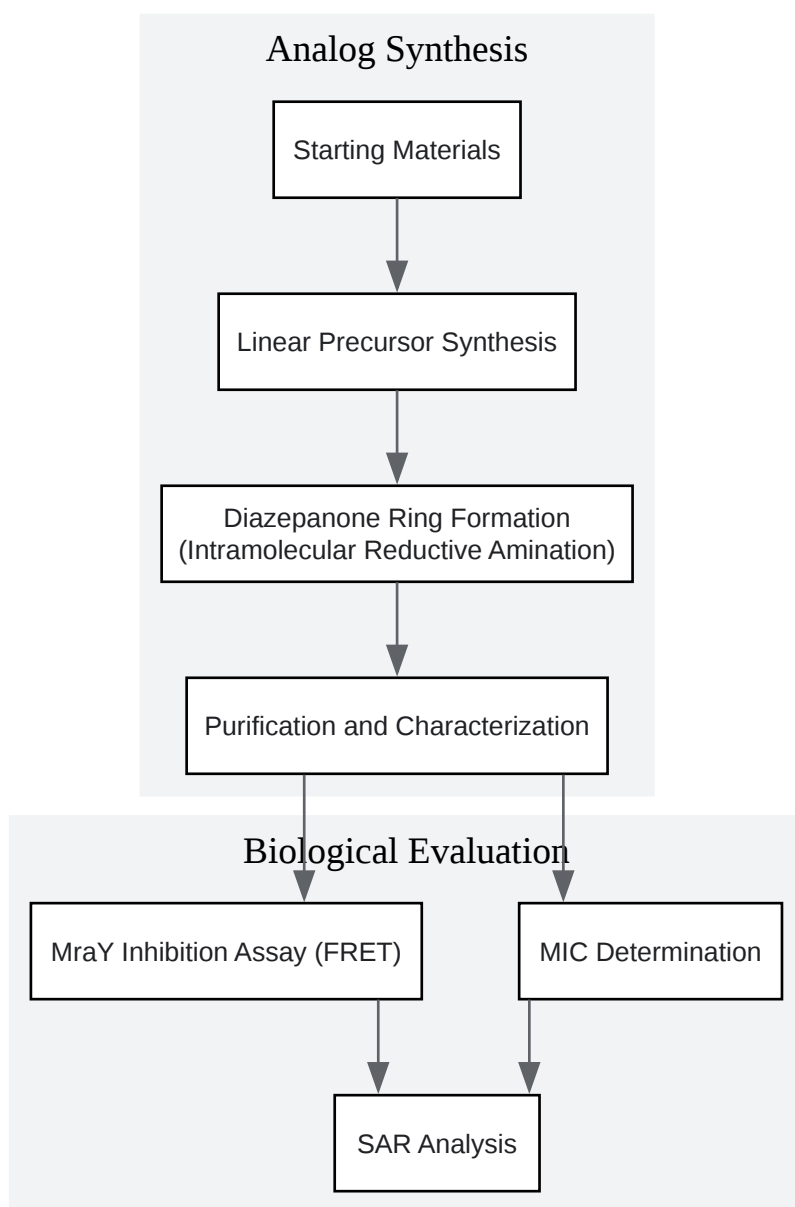 Analog Synthesis
Starting Materials
Linear Precursor Synthesis
Diazepanone Ring Formation
(Intramolecular Reductive Amination)
Purification and Characterization
Biological Evaluation
MraY Inhibition Assay (FRET)
MIC Determination
SAR Analysis